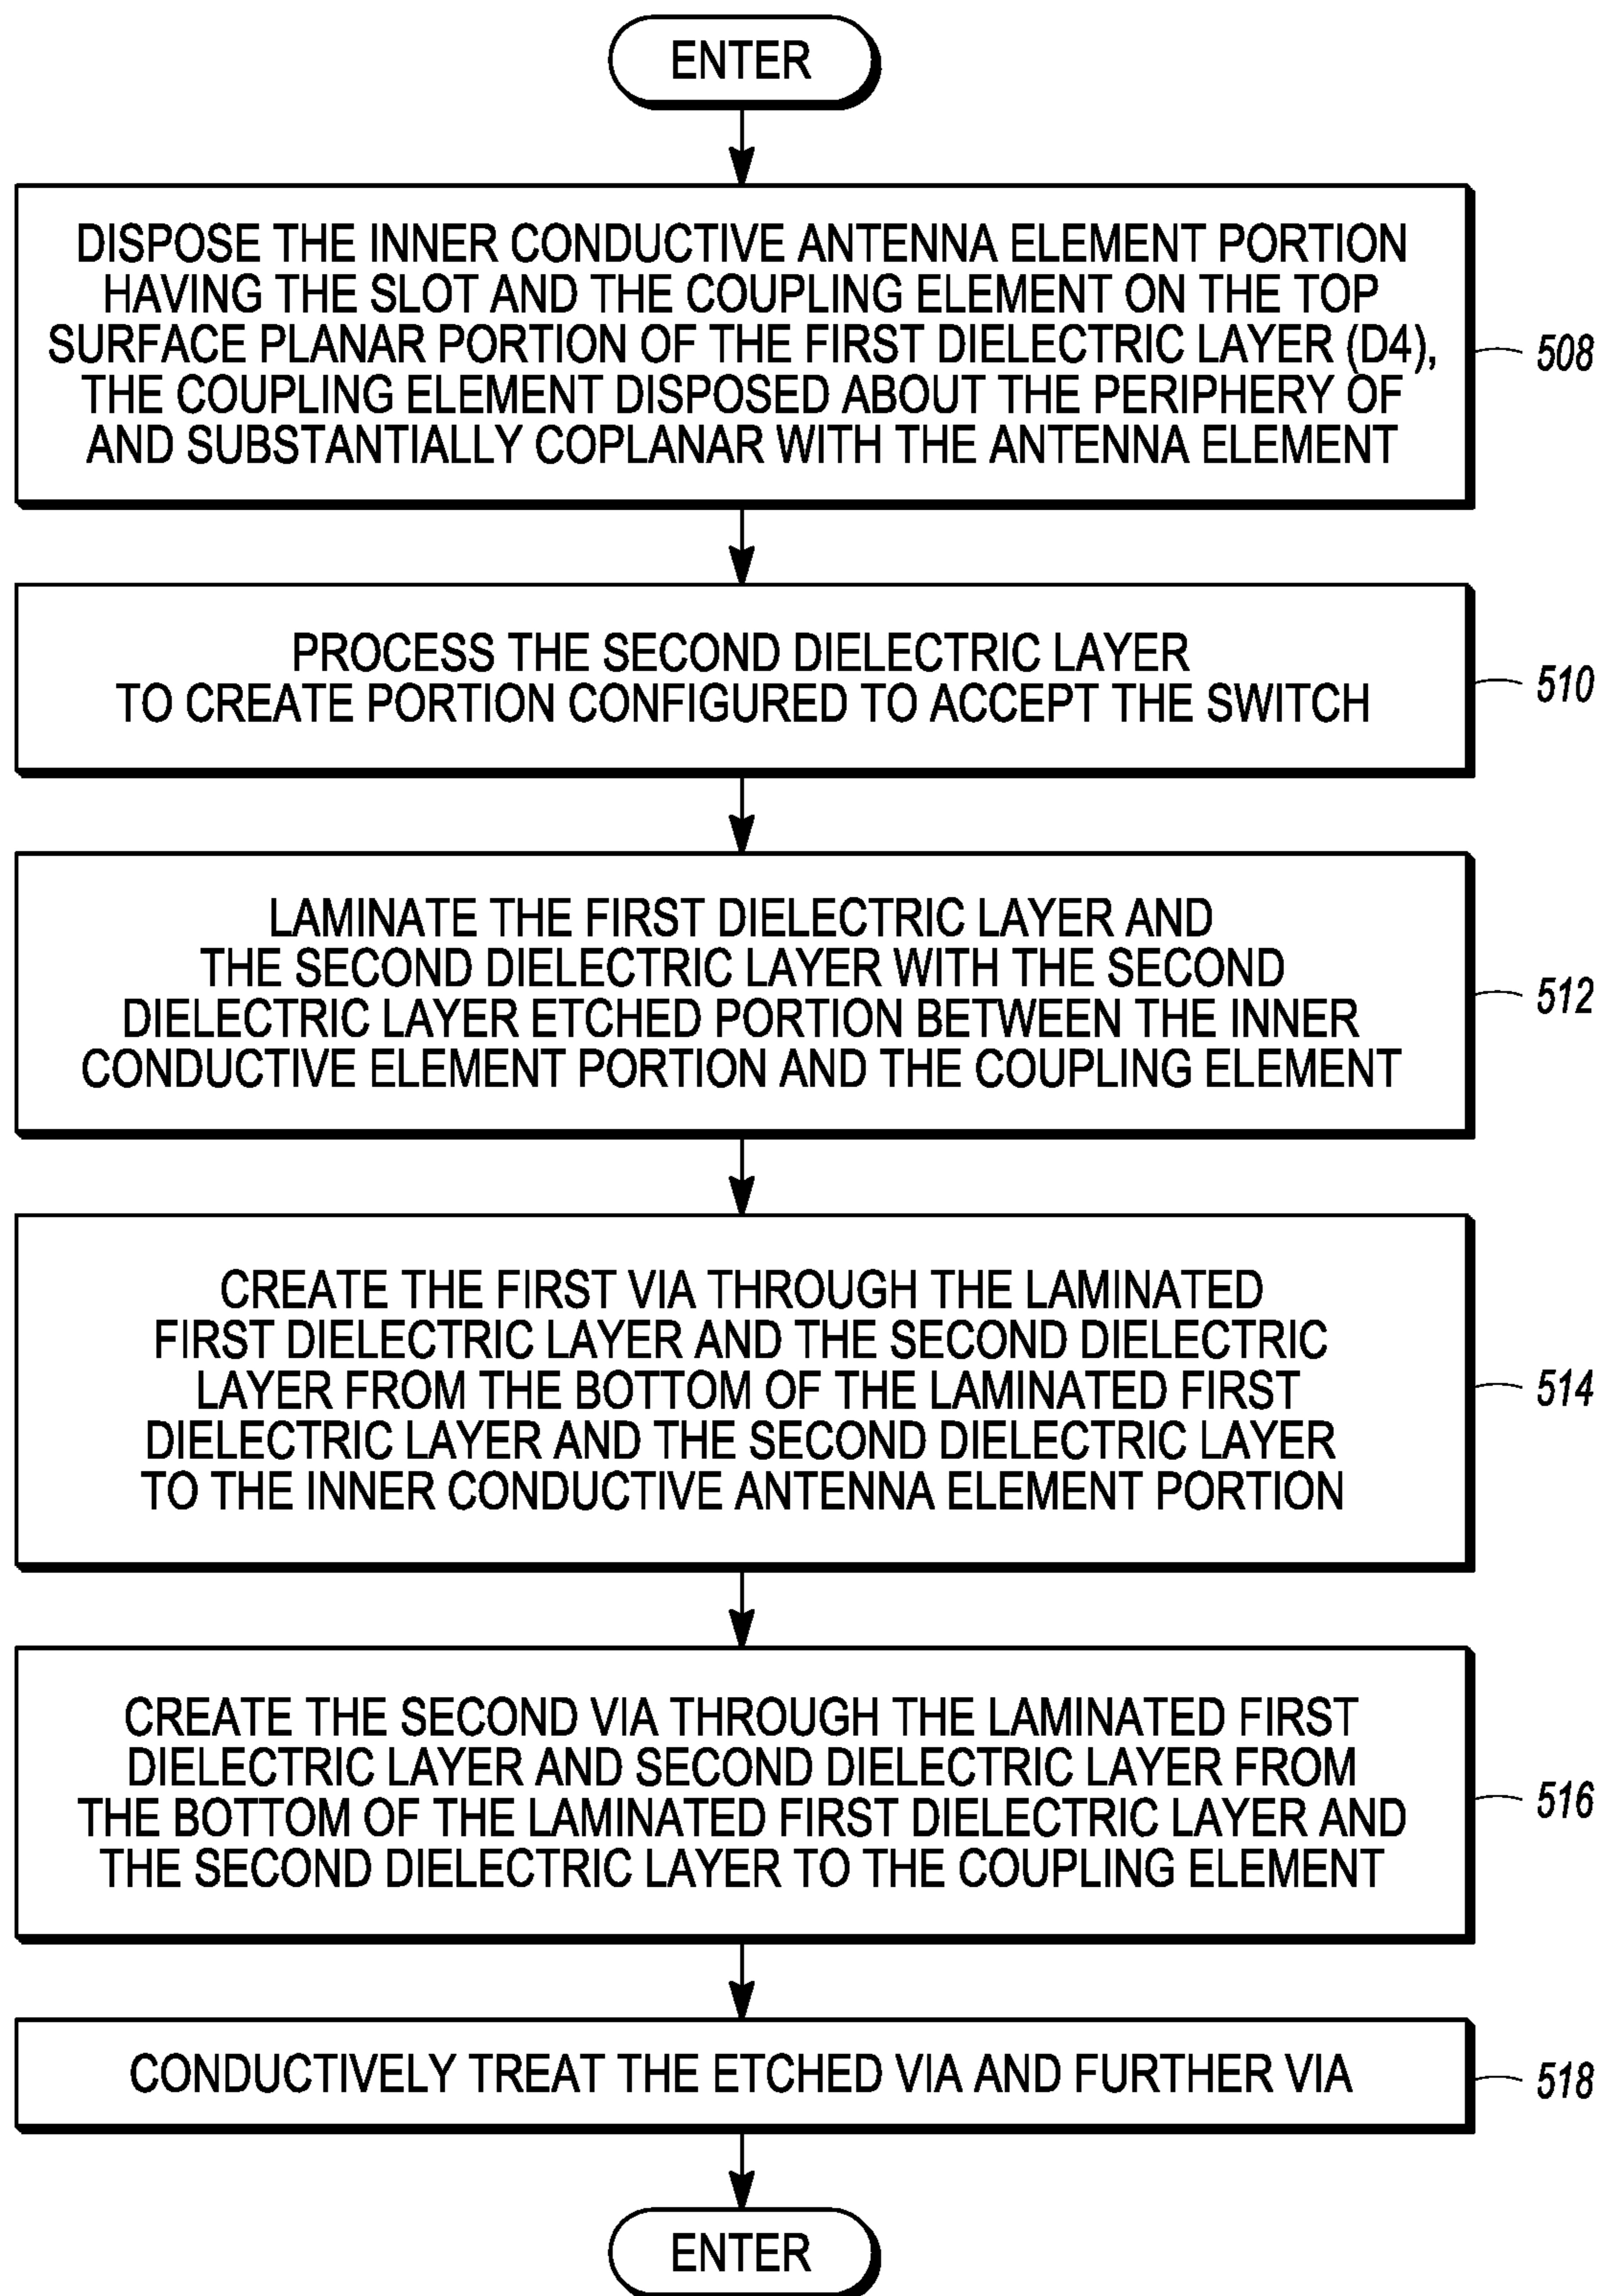 ENTER
DISPOSE THE INNER CONDUCTIVE ANTENNA ELEMENT PORTION
HAVING THE SLOT AND THE COUPLING ELEMENT ON THE TOP
SURFACE PLANAR PORTION OF THE FIRST DIELECTRIC LAYER (D4),
THE COUPLING ELEMENT DISPOSED ABOUT THE PERIPHERY OF
AND SUBSTANTIALLY COPLANAR WITH THE ANTENNA ELEMENT
508
PROCESS THE SECOND DIELECTRIC LAYER
TO CREATE PORTION CONFIGURED TO ACCEPT THE SWITCH
510
LAMINATE THE FIRST DIELECTRIC LAYER AND
THE SECOND DIELECTRIC LAYER WITH THE SECOND
DIELECTRIC LAYER ETCHED PORTION BETWEEN THE INNER
CONDUCTIVE ELEMENT PORTION AND THE COUPLING ELEMENT
512
CREATE THE FIRST VIA THROUGH THE LAMINATED
FIRST DIELECTRIC LAYER AND THE SECOND DIELECTRIC
LAYER FROM THE BOTTOM OF THE LAMINATED FIRST
DIELECTRIC LAYER AND THE SECOND DIELECTRIC LAYER
TO THE INNER CONDUCTIVE ANTENNA ELEMENT PORTION
514
CREATE THE SECOND VIA THROUGH THE LAMINATED FIRST
DIELECTRIC LAYER AND SECOND DIELECTRIC LAYER FROM
THE BOTTOM OF THE LAMINATED FIRST DIELECTRIC LAYER AND
THE SECOND DIELECTRIC LAYER TO THE COUPLING ELEMENT
516
CONDUCTIVELY TREAT THE ETCHED VIA AND FURTHER VIA
518
ENTER